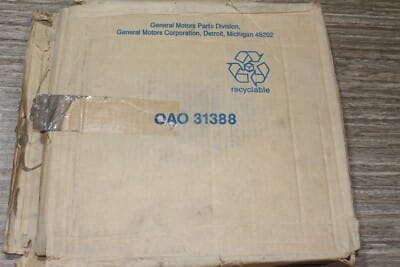 General Motors Parts Division,
General Motors Corporation, Detroit, Michigan 48202
recyclable
OAO 31388